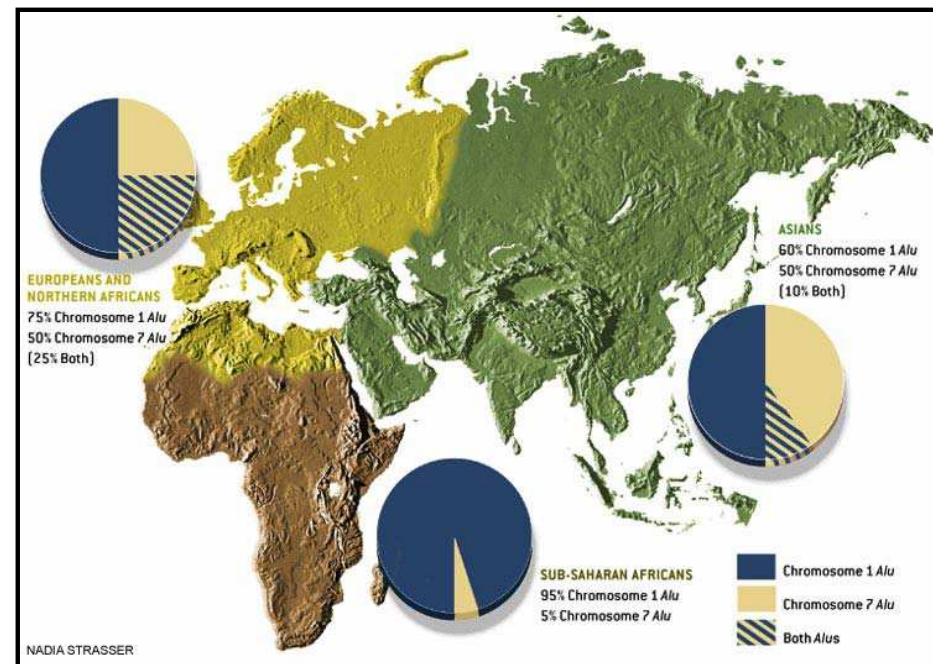 EUROPEANS AND
NORTHERN AFRICANS
75% Chromosome 1 Alu
50% Chromosome 7 Alu
(25% Both)
ASIANS
60% Chromosome 1 Alu
50% Chromosome 7 Alu
(10% Both)
SUB-SAHARAN AFRICANS
95% Chromosome 1 Alu
5% Chromosome 7 Alu
Chromosome 1 Alu
Chromosome 7 Alu
Both Alus
NADIA STRASSER